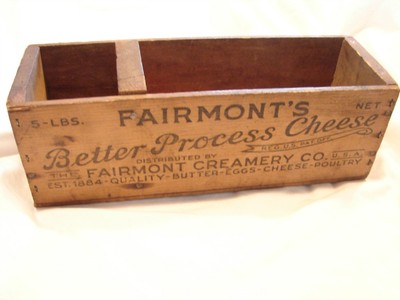 FAIRMONT'S
5-LBS. NET
Better Process Cheese
REG. U.S. PAT. OFF.
DISTRIBUTED BY
THE FAIRMONT CREAMERY CO. U.S.A.
EST. 1884-QUALITY-BUTTER-EGGS-CHEESE-POULTRY